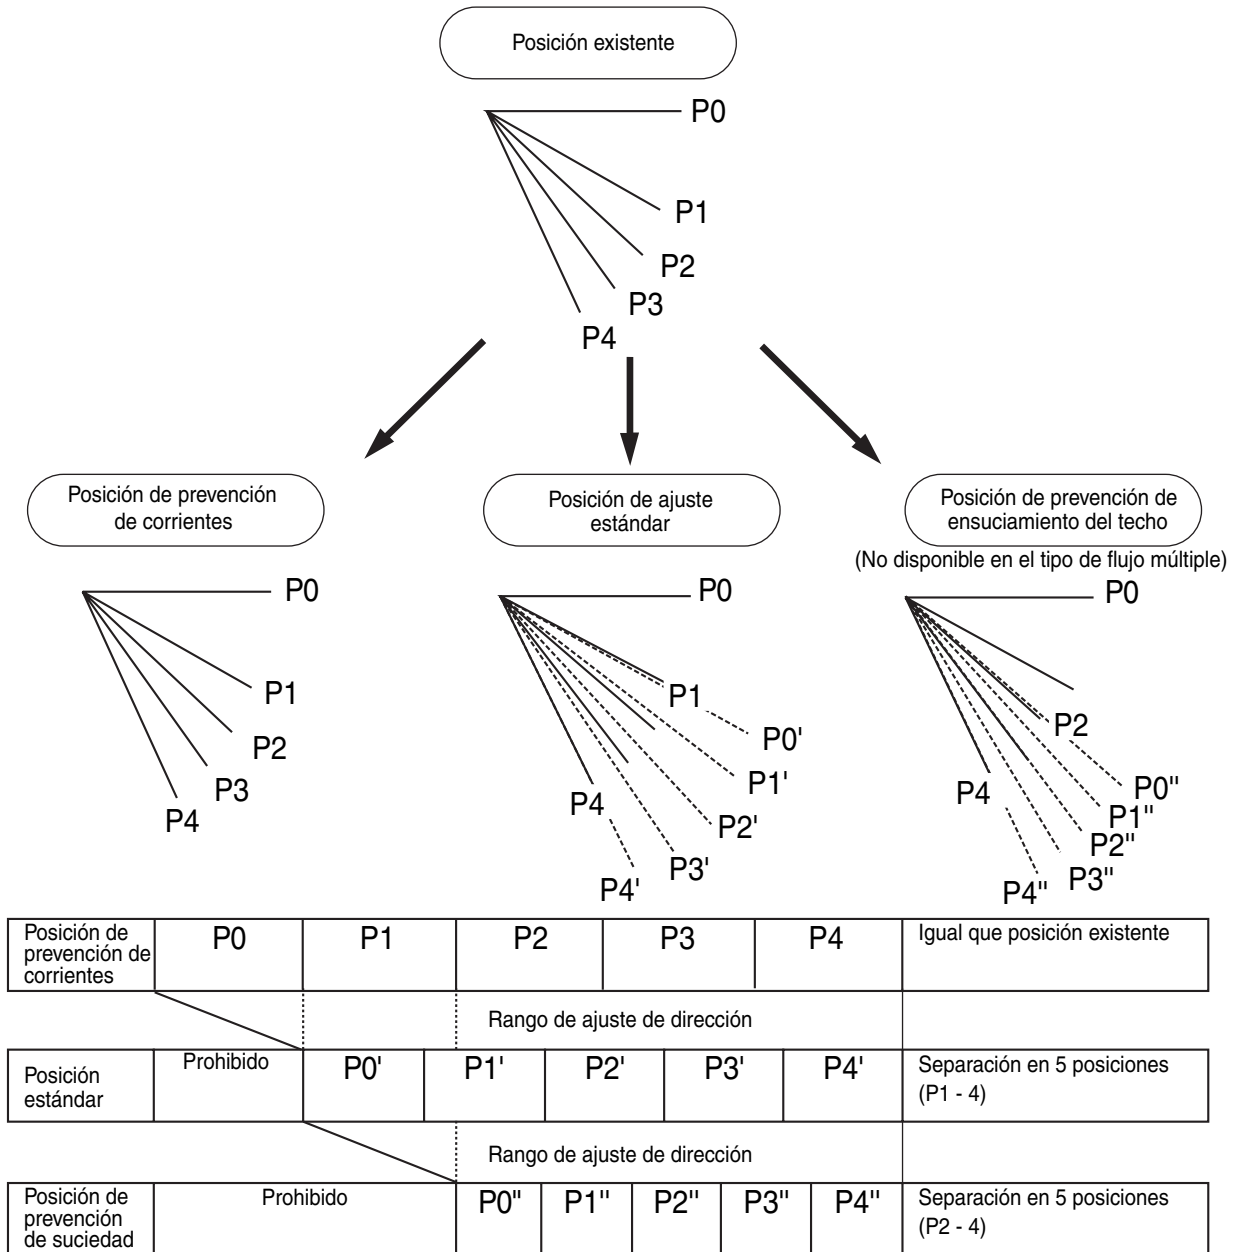 Posición existente
P0
P1
P2
P3
P4
Posición de prevención
de corrientes
Posición de ajuste
estándar
Posición de prevención de
ensuciamiento del techo
(No disponible en el tipo de flujo múltiple)
P0
P1
P2
P3
P4
P0
P1
P0'
P1'
P4
P2'
P3'
P4'
P0
P2
P0"
P4
P1"
P2"
P3"
P4"
Posición de
prevención de
corrientes
P0
P1
P2
P3
P4
Igual que posición existente
Rango de ajuste de dirección
Posición
estándar
Prohibido
P0'
P1'
P2'
P3'
P4'
Separación en 5 posiciones
(P1 - 4)
Rango de ajuste de dirección
Posición de
prevención
de suciedad
Prohibido
P0"
P1"
P2"
P3"
P4"
Separación en 5 posiciones
(P2 - 4)